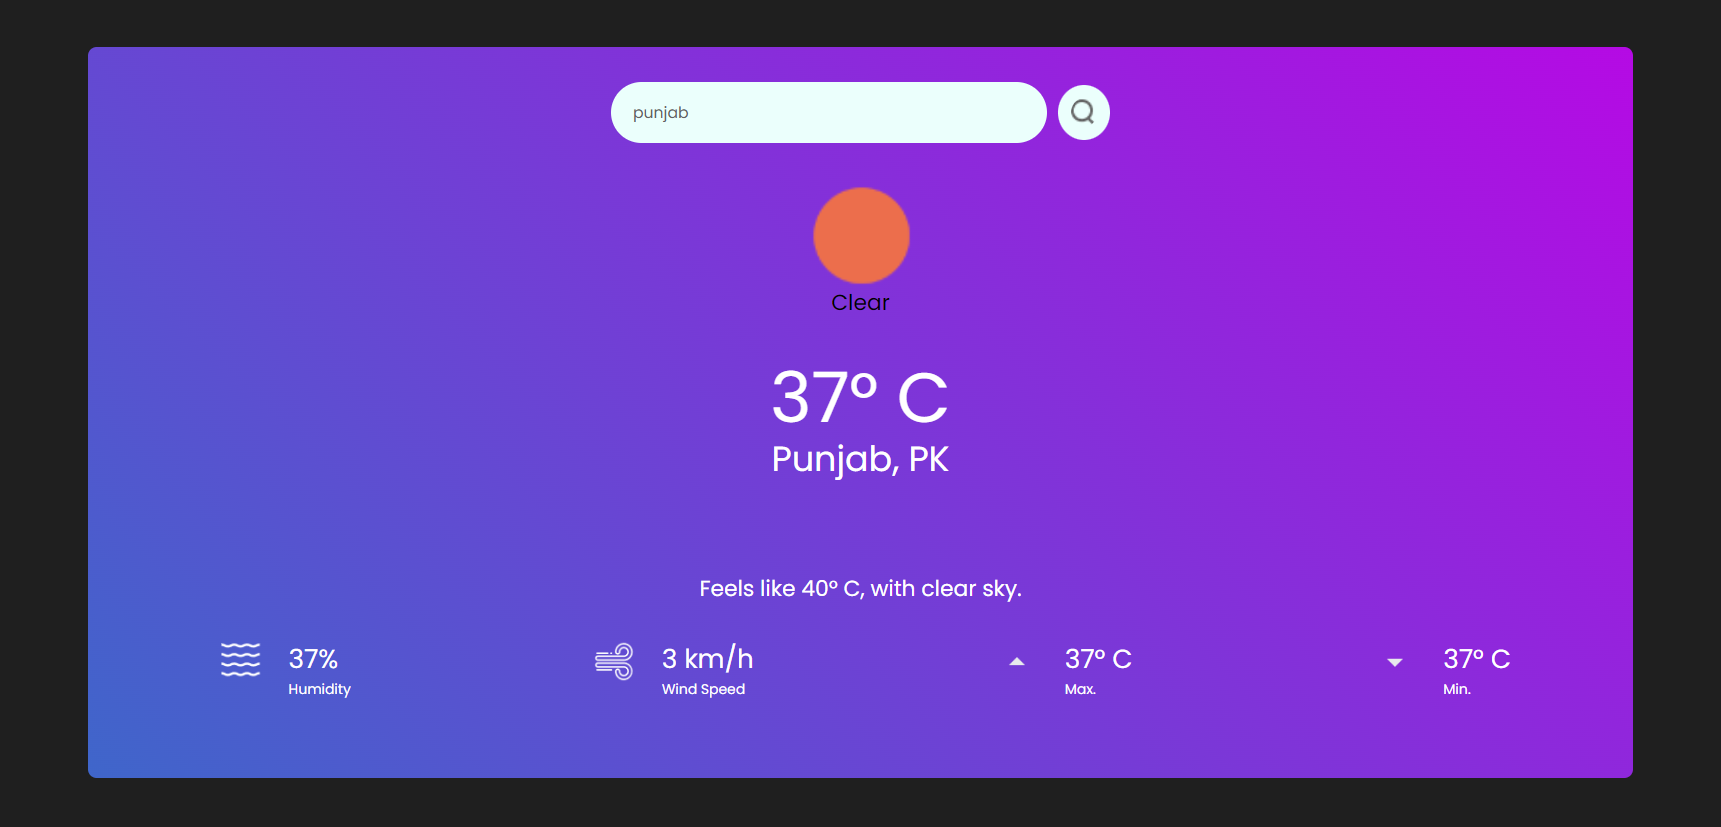 punjab
Clear
37° C
Punjab, PK
Feels like 40° C, with clear sky.
37% 3 km/h 37° C 37° C
Humidity Wind Speed Max. Min.